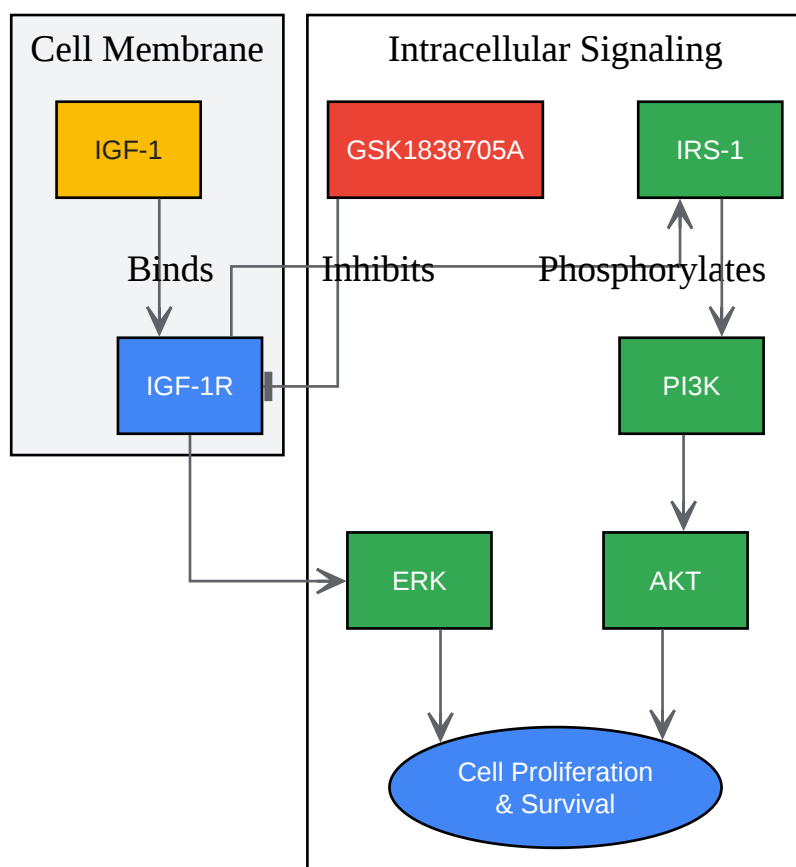 Cell Membrane
Intracellular Signaling
IGF-1
GSK1838705A
IRS-1
Binds
Inhibits
Phosphorylates
IGF-1R
PI3K
ERK
AKT
Cell Proliferation
& Survival